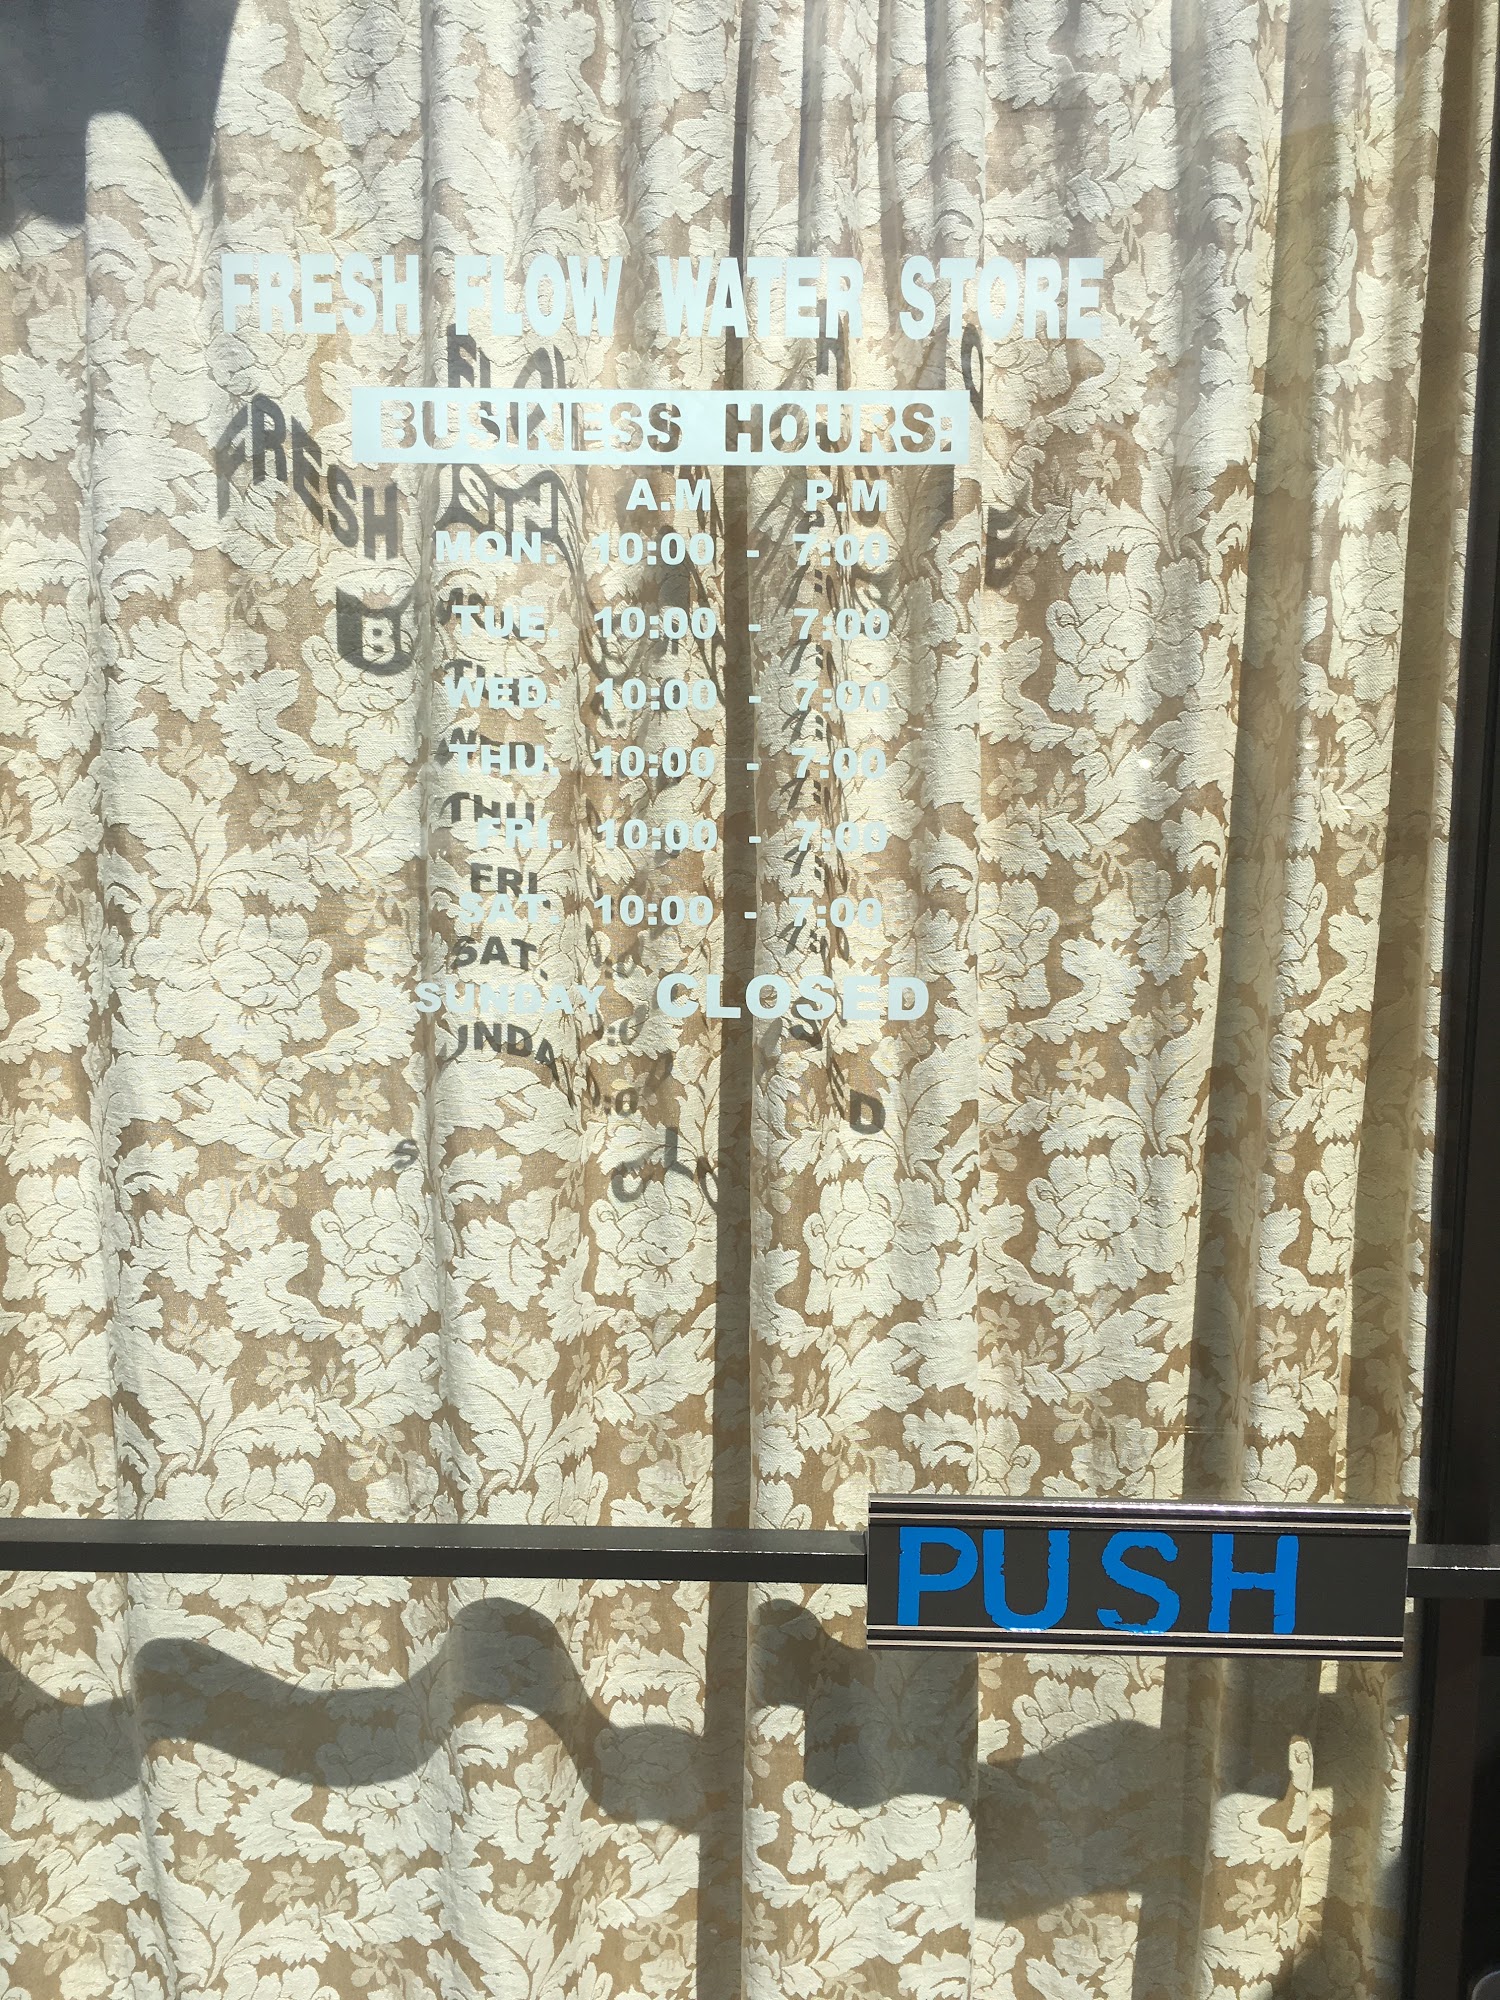 FRESH FLOW WATER STORE
BUSINESS HOURS:
A.M P.M
MON. 10:00 - 7:00
TUE. 10:00 - 7:00
WED. 10:00 - 7:00
THU. 10:00 - 7:00
FRI. 10:00 - 7:00
SAT. 10:00 - 7:00
SUNDAY CLOSED
PUSH